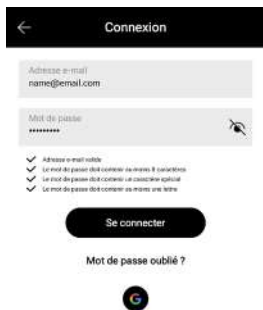 Connexion
Adresse e-mail
name@email.com
Mot de passe
•••••••••
Adresse e-mail valide
Le mot de passe doit contenir au moins 8 caractères
Le mot de passe doit contenir un caractère spécial
Le mot de passe doit contenir au moins une lettre
Se connecter
Mot de passe oublié ?
G